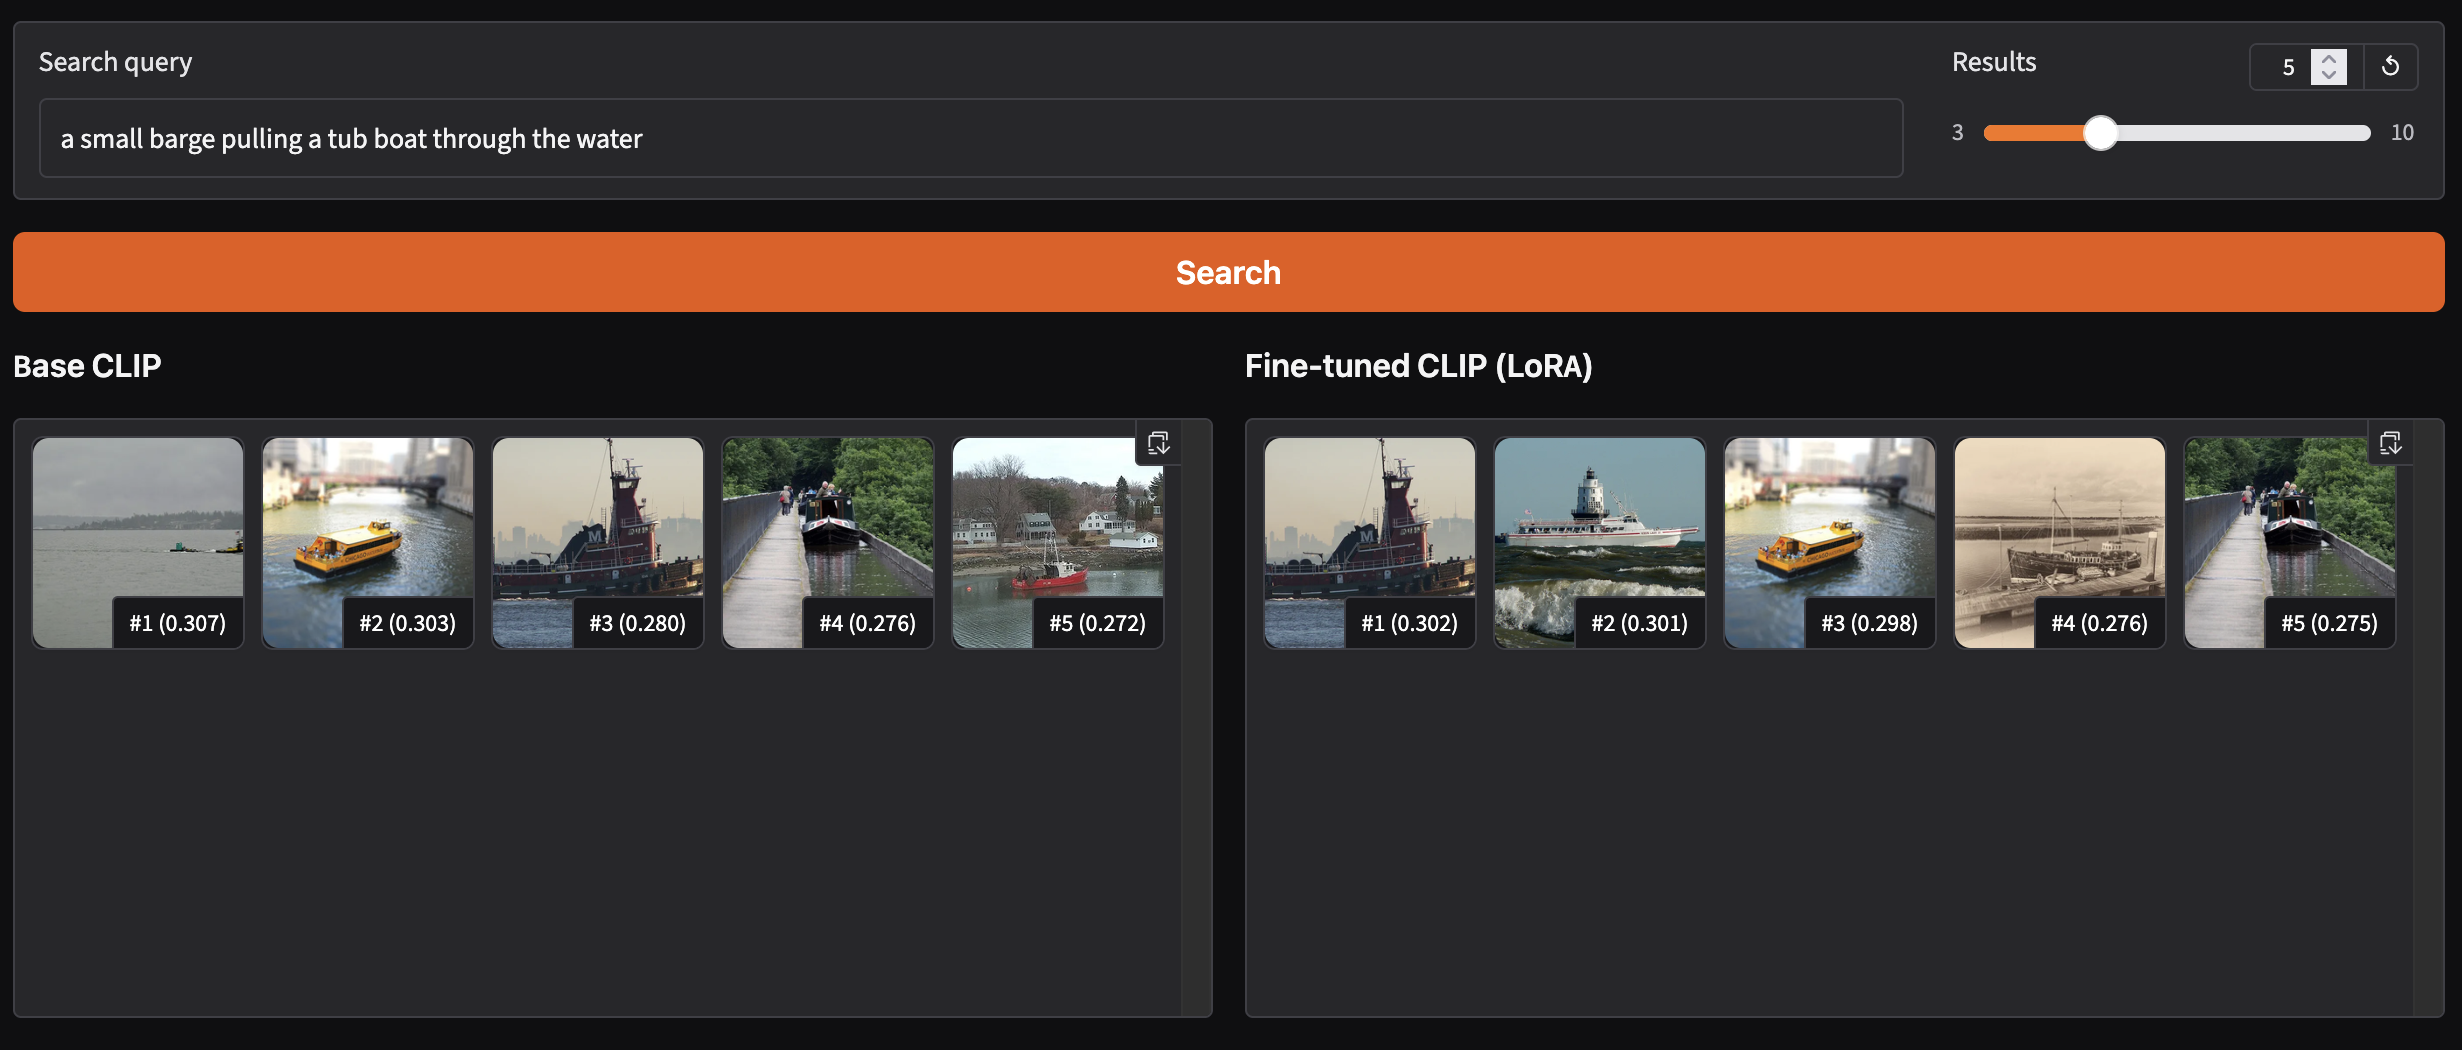 Search query
Results
5
a small barge pulling a tub boat through the water
3
10
Search
Base CLIP
Fine-tuned CLIP (LoRA)
M
CHICAGO
#1 (0.307)
#2 (0.303)
#3 (0.280)
#4 (0.276)
#5 (0.272)
M
CHICAGO
#1 (0.302)
#2 (0.301)
#3 (0.298)
#4 (0.276)
#5 (0.275)